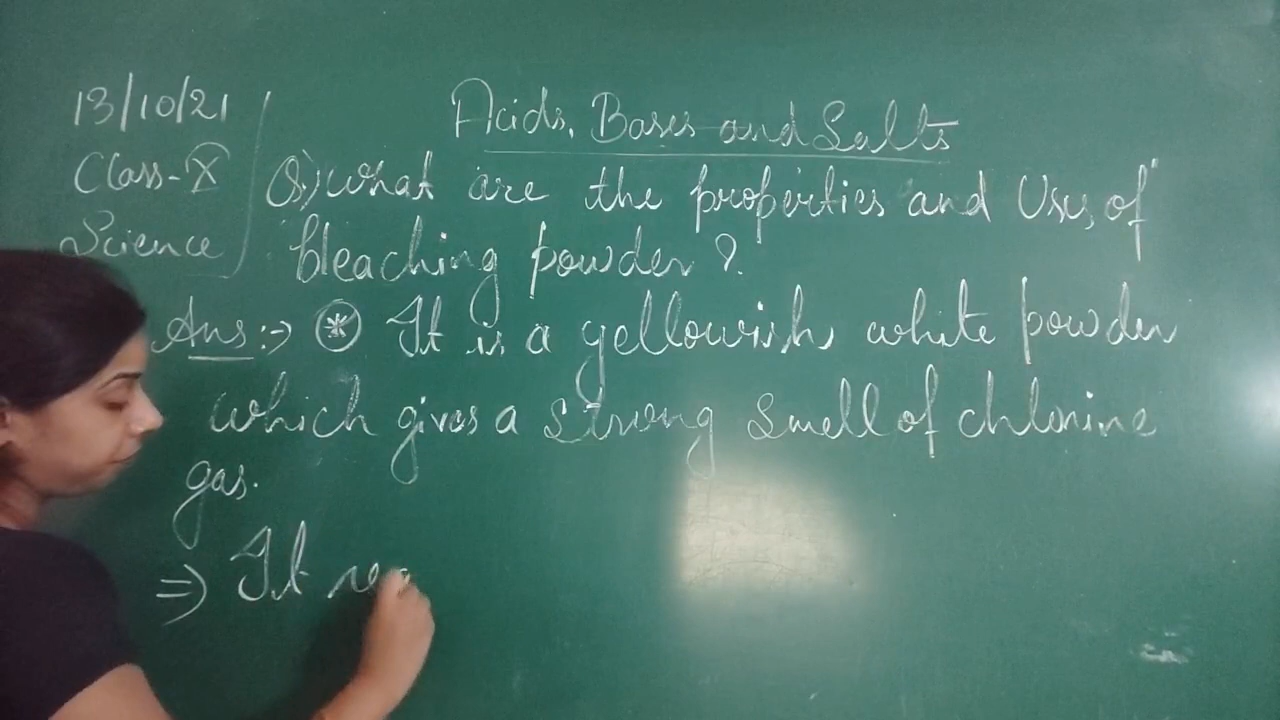 13/10/21
Class-X
Science
Acids, Bases and Salts
Q) what are the properties and Uses of
bleaching powder?
Ans :-> * It is a yellowish white powder
which gives a strong smell of chlorine
gas.
=> It